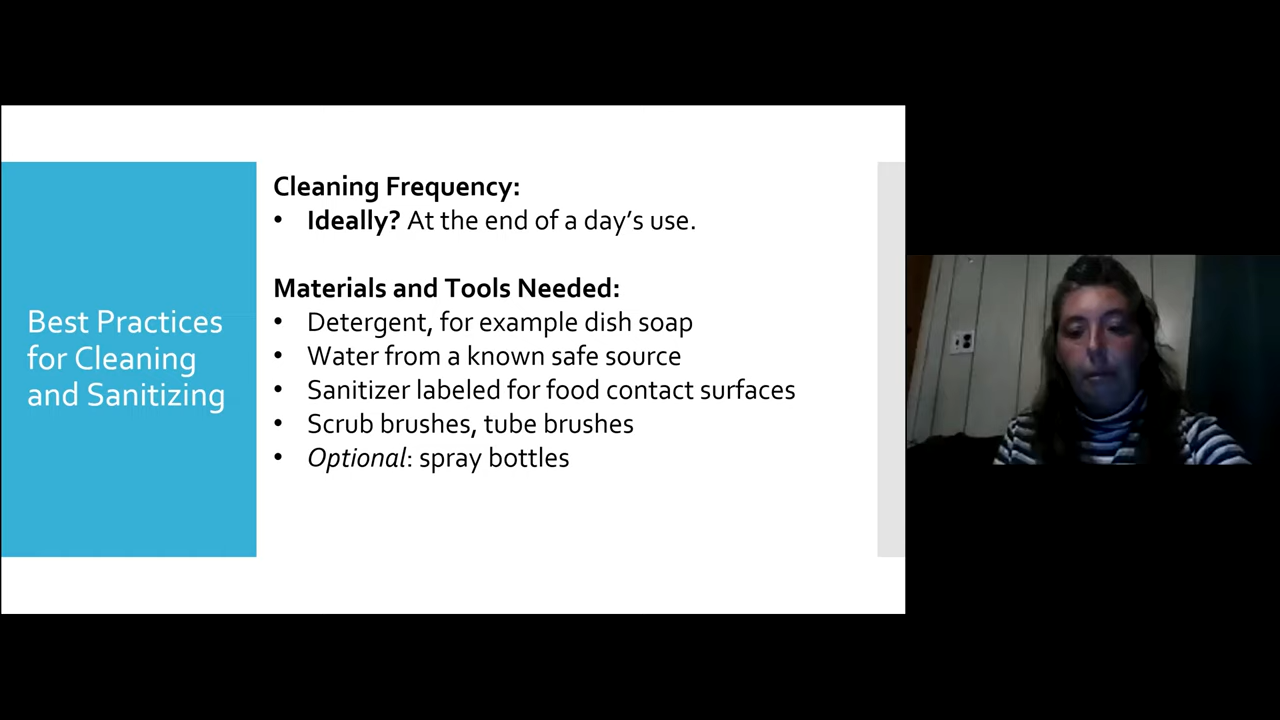 Best Practices
for Cleaning
and Sanitizing
Cleaning Frequency:
• Ideally? At the end of a day’s use.
Materials and Tools Needed:
• Detergent, for example dish soap
• Water from a known safe source
• Sanitizer labeled for food contact surfaces
• Scrub brushes, tube brushes
• Optional: spray bottles